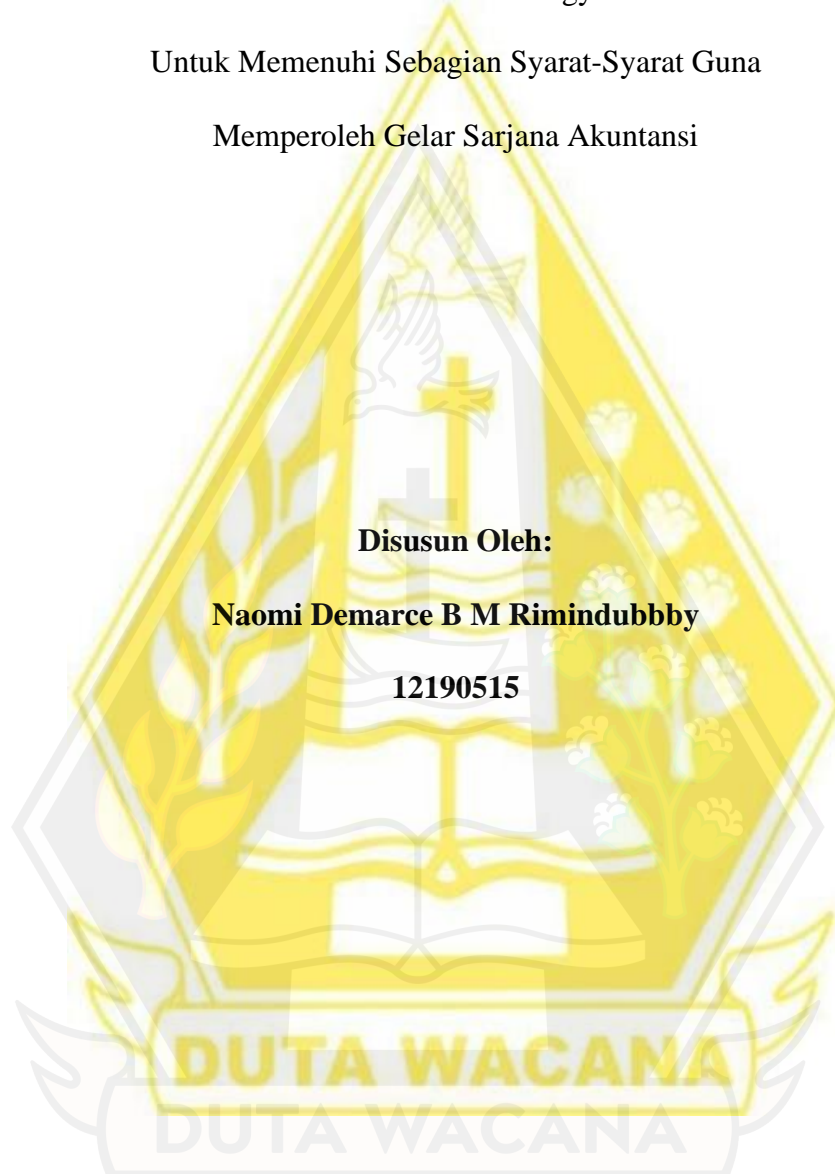 Untuk Memenuhi Sebagian Syarat-Syarat Guna
Memperoleh Gelar Sarjana Akuntansi
Disusun Oleh:
Naomi Demarce B M Rimindubbby
12190515
DUTA WACANA
DUTA WACANA